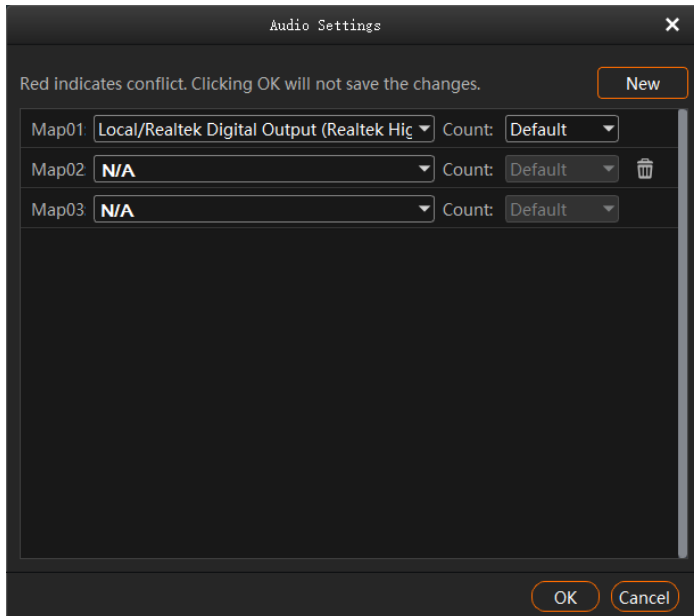 Audio Settings
Red indicates conflict. Clicking OK will not save the changes. New
Map01: Local/Realtek Digital Output (Realtek Hig Count: Default
Map02: N/A Count: Default
Map03: N/A Count: Default
OK Cancel